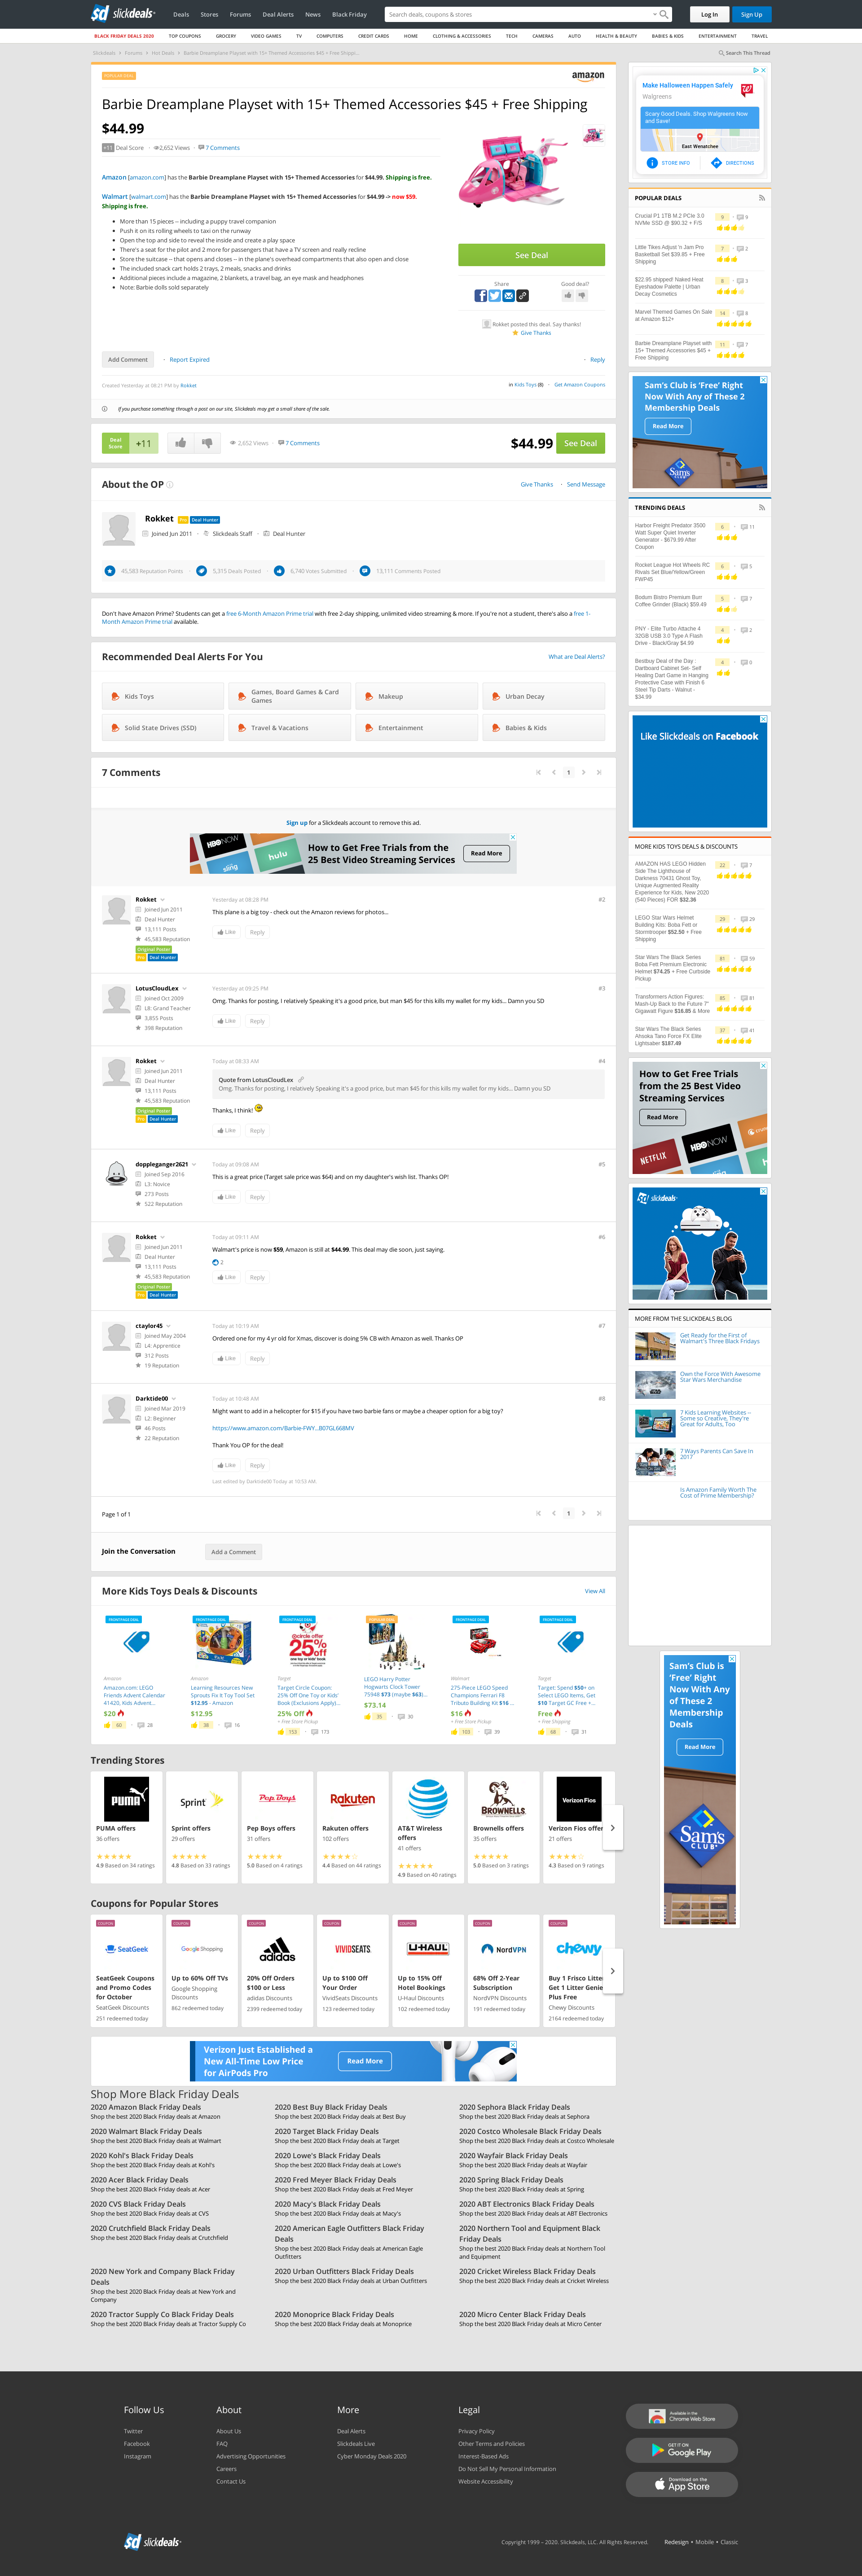 slickdeals
Deals
Stores
Forums
Deal Alerts
News
Black Friday
Search deals, coupons & stores
Log In
Sign Up
BLACK FRIDAY DEALS 2020
TOP COUPONS
GROCERY
VIDEO GAMES
TV
COMPUTERS
CREDIT CARDS
HOME
CLOTHING & ACCESSORIES
TECH
CAMERAS
AUTO
HEALTH & BEAUTY
BABIES & KIDS
ENTERTAINMENT
TRAVEL
Slickdeals
Forums
Hot Deals
Barbie Dreamplane Playset with 15+ Themed Accessories $45 + Free Shippi...
Search This Thread
POPULAR DEAL
amazon
Barbie Dreamplane Playset with 15+ Themed Accessories $45 + Free Shipping
$44.99
+11 Deal Score
2,652 Views
7 Comments
Amazon [amazon.com] has the Barbie Dreamplane Playset with 15+ Themed Accessories for $44.99. Shipping is free.
Walmart [walmart.com] has the Barbie Dreamplane Playset with 15+ Themed Accessories for $44.99 -> now $59.
Shipping is free.
More than 15 pieces -- including a puppy travel companion
Push it on its rolling wheels to taxi on the runway
Open the top and side to reveal the inside and create a play space
There's a seat for the pilot and 2 more for passengers that have a TV screen and really recline
Store the suitcase -- that opens and closes -- in the plane's overhead compartments that also open and close
The included snack cart holds 2 trays, 2 meals, snacks and drinks
Additional pieces include a magazine, 2 blankets, a travel bag, an eye mask and headphones
Note: Barbie dolls sold separately
See Deal
Share
Good deal?
Rokket posted this deal. Say thanks!
Give Thanks
Add Comment
Report Expired
Reply
Created Yesterday at 08:21 PM by Rokket
in Kids Toys (8)
Get Amazon Coupons
If you purchase something through a post on our site, Slickdeals may get a small share of the sale.
Deal Score
+11
2,652 Views
7 Comments
$44.99
See Deal
About the OP
Give Thanks
Send Message
Rokket
Pro
Deal Hunter
Joined Jun 2011
Slickdeals Staff
Deal Hunter
45,583 Reputation Points
5,315 Deals Posted
6,740 Votes Submitted
13,111 Comments Posted
Don't have Amazon Prime? Students can get a free 6-Month Amazon Prime trial with free 2-day shipping, unlimited video streaming & more. If you're not a student, there's also a free 1-
Month Amazon Prime trial available.
Recommended Deal Alerts For You
What are Deal Alerts?
Kids Toys
Games, Board Games & Card Games
Makeup
Urban Decay
Solid State Drives (SSD)
Travel & Vacations
Entertainment
Babies & Kids
7 Comments
1
Sign up for a Slickdeals account to remove this ad.
sling
HBO NOW
hulu
How to Get Free Trials from the
25 Best Video Streaming Services
Read More
Rokket
Joined Jun 2011
Deal Hunter
13,111 Posts
45,583 Reputation
Original Poster
Pro
Deal Hunter
Yesterday at 08:28 PM
#2
This plane is a big toy - check out the Amazon reviews for photos...
Like
Reply
LotusCloudLex
Joined Oct 2009
L8: Grand Teacher
3,855 Posts
398 Reputation
Yesterday at 09:25 PM
#3
Omg. Thanks for posting, I relatively Speaking it's a good price, but man $45 for this kills my wallet for my kids... Damn you SD
Like
Reply
Rokket
Joined Jun 2011
Deal Hunter
13,111 Posts
45,583 Reputation
Original Poster
Pro
Deal Hunter
Today at 08:33 AM
#4
Quote from LotusCloudLex
Omg. Thanks for posting, I relatively Speaking it's a good price, but man $45 for this kills my wallet for my kids... Damn you SD
Thanks, I think!
Like
Reply
doppleganger2621
Joined Sep 2016
L3: Novice
273 Posts
522 Reputation
Today at 09:08 AM
#5
This is a great price (Target sale price was $64) and on my daughter's wish list. Thanks OP!
Like
Reply
Rokket
Joined Jun 2011
Deal Hunter
13,111 Posts
45,583 Reputation
Original Poster
Pro
Deal Hunter
Today at 09:11 AM
#6
Walmart's price is now $59, Amazon is still at $44.99. This deal may die soon, just saying.
2
Like
Reply
ctaylor45
Joined May 2004
L4: Apprentice
312 Posts
19 Reputation
Today at 10:19 AM
#7
Ordered one for my 4 yr old for Xmas, discover is doing 5% CB with Amazon as well. Thanks OP
Like
Reply
Darktide00
Joined Mar 2019
L2: Beginner
46 Posts
22 Reputation
Today at 10:48 AM
#8
Might want to add in a helicopter for $15 if you have two barbie fans or maybe a cheaper option for a big toy?
https://www.amazon.com/Barbie-FWY...B07GL668MV
Thank You OP for the deal!
Like
Reply
Last edited by Darktide00 Today at 10:53 AM.
Page 1 of 1
1
Join the Conversation
Add a Comment
More Kids Toys Deals & Discounts
View All
FRONTPAGE DEAL
Amazon
Amazon.com: LEGO Friends Advent Calendar 41420, Kids Advent...
$20
60
28
FRONTPAGE DEAL
Amazon
Learning Resources New Sprouts Fix It Toy Tool Set $12.95 - Amazon
$12.95
38
16
FRONTPAGE DEAL
circle offer
25% off
Target
Target Circle Coupon: 25% Off One Toy or Kids' Book (Exclusions Apply)...
25% Off
+ Free Store Pickup
153
173
POPULAR DEAL
LEGO Harry Potter Hogwarts Clock Tower 75948 $73 (maybe $63)...
$73.14
35
30
FRONTPAGE DEAL
Walmart
275-Piece LEGO Speed Champions Ferrari F8 Tributo Building Kit $16 ...
$16
+ Free Store Pickup
103
39
FRONTPAGE DEAL
Target
Target: Spend $50+ on Select LEGO Items, Get $10 Target GC Free +...
Free
+ Free Shipping
68
31
Trending Stores
PUMA
PUMA offers
36 offers
4.9 Based on 34 ratings
Sprint
Sprint offers
29 offers
4.8 Based on 33 ratings
Pep Boys
Pep Boys offers
31 offers
5.0 Based on 4 ratings
Rakuten
Rakuten offers
102 offers
4.4 Based on 44 ratings
AT&T Wireless offers
41 offers
4.9 Based on 40 ratings
BROWNELLS
Brownells offers
35 offers
5.0 Based on 3 ratings
Verizon Fios
Verizon Fios offer
21 offers
4.3 Based on 9 ratings
Coupons for Popular Stores
COUPON
SeatGeek
SeatGeek Coupons and Promo Codes for October
SeatGeek Discounts
251 redeemed today
COUPON
Google Shopping
Up to 60% Off TVs
Google Shopping Discounts
862 redeemed today
COUPON
adidas
20% Off Orders $100 or Less
adidas Discounts
2399 redeemed today
COUPON
VIVIDSEATS
Up to $100 Off Your Order
VividSeats Discounts
123 redeemed today
COUPON
U-HAUL
Up to 15% Off Hotel Bookings
U-Haul Discounts
102 redeemed today
COUPON
NordVPN
68% Off 2-Year Subscription
NordVPN Discounts
191 redeemed today
COUPON
chewy
Buy 1 Frisco Litter Get 1 Litter Genie Plus Free
Chewy Discounts
2164 redeemed today
Verizon Just Established a
New All-Time Low Price
for AirPods Pro
Read More
Shop More Black Friday Deals
2020 Amazon Black Friday Deals
Shop the best 2020 Black Friday deals at Amazon
2020 Best Buy Black Friday Deals
Shop the best 2020 Black Friday deals at Best Buy
2020 Sephora Black Friday Deals
Shop the best 2020 Black Friday deals at Sephora
2020 Walmart Black Friday Deals
Shop the best 2020 Black Friday deals at Walmart
2020 Target Black Friday Deals
Shop the best 2020 Black Friday deals at Target
2020 Costco Wholesale Black Friday Deals
Shop the best 2020 Black Friday deals at Costco Wholesale
2020 Kohl's Black Friday Deals
Shop the best 2020 Black Friday deals at Kohl's
2020 Lowe's Black Friday Deals
Shop the best 2020 Black Friday deals at Lowe's
2020 Wayfair Black Friday Deals
Shop the best 2020 Black Friday deals at Wayfair
2020 Acer Black Friday Deals
Shop the best 2020 Black Friday deals at Acer
2020 Fred Meyer Black Friday Deals
Shop the best 2020 Black Friday deals at Fred Meyer
2020 Spring Black Friday Deals
Shop the best 2020 Black Friday deals at Spring
2020 CVS Black Friday Deals
Shop the best 2020 Black Friday deals at CVS
2020 Macy's Black Friday Deals
Shop the best 2020 Black Friday deals at Macy's
2020 ABT Electronics Black Friday Deals
Shop the best 2020 Black Friday deals at ABT Electronics
2020 Crutchfield Black Friday Deals
Shop the best 2020 Black Friday deals at Crutchfield
2020 American Eagle Outfitters Black Friday Deals
Shop the best 2020 Black Friday deals at American Eagle Outfitters
2020 Northern Tool and Equipment Black Friday Deals
Shop the best 2020 Black Friday deals at Northern Tool and Equipment
2020 New York and Company Black Friday Deals
Shop the best 2020 Black Friday deals at New York and Company
2020 Urban Outfitters Black Friday Deals
Shop the best 2020 Black Friday deals at Urban Outfitters
2020 Cricket Wireless Black Friday Deals
Shop the best 2020 Black Friday deals at Cricket Wireless
2020 Tractor Supply Co Black Friday Deals
Shop the best 2020 Black Friday deals at Tractor Supply Co
2020 Monoprice Black Friday Deals
Shop the best 2020 Black Friday deals at Monoprice
2020 Micro Center Black Friday Deals
Shop the best 2020 Black Friday deals at Micro Center
Make Halloween Happen Safely
Walgreens
Scary Good Deals. Shop Walgreens Now and Save!
East Wenatchee
STORE INFO
DIRECTIONS
POPULAR DEALS
Crucial P1 1TB M.2 PCIe 3.0 NVMe SSD @ $90.32 + F/S
9
9
Little Tikes Adjust 'n Jam Pro Basketball Set $39.85 + Free Shipping
7
2
$22.95 shipped! Naked Heat Eyeshadow Palette | Urban Decay Cosmetics
8
3
Marvel Themed Games On Sale at Amazon $12+
14
8
Barbie Dreamplane Playset with 15+ Themed Accessories $45 + Free Shipping
11
7
Sam's Club is 'Free' Right
Now With Any of These 2
Membership Deals
Read More
Sam's CLUB
TRENDING DEALS
Harbor Freight Predator 3500 Watt Super Quiet Inverter Generator - $679.99 After Coupon
6
11
Rocket League Hot Wheels RC Rivals Set Blue/Yellow/Green FWP45
6
5
Bodum Bistro Premium Burr Coffee Grinder (Black) $59.49
5
7
PNY - Elite Turbo Attache 4 32GB USB 3.0 Type A Flash Drive - Black/Gray $4.99
4
2
Bestbuy Deal of the Day : Dartboard Cabinet Set- Self Healing Dart Game in Hanging Protective Case with Finish 6 Steel Tip Darts - Walnut - $34.99
4
0
Like Slickdeals on Facebook
MORE KIDS TOYS DEALS & DISCOUNTS
AMAZON HAS LEGO Hidden Side The Lighthouse of Darkness 70431 Ghost Toy, Unique Augmented Reality Experience for Kids, New 2020 (540 Pieces) FOR $32.36
22
7
LEGO Star Wars Helmet Building Kits: Boba Fett or Stormtrooper $52.50 + Free Shipping
29
29
Star Wars The Black Series Boba Fett Premium Electronic Helmet $74.25 + Free Curbside Pickup
81
59
Transformers Action Figures: Mash-Up Back to the Future 7" Gigawatt Figure $16.85 & More
85
81
Star Wars The Black Series Ahsoka Tano Force FX Elite Lightsaber $187.49
37
41
How to Get Free Trials
from the 25 Best Video
Streaming Services
Read More
NETFLIX
HBO NOW
slickdeals
MORE FROM THE SLICKDEALS BLOG
Get Ready for the First of Walmart's Three Black Fridays
Own the Force With Awesome Star Wars Merchandise
7 Kids Learning Websites – Some so Creative, They're Great for Adults, Too
7 Ways Parents Can Save In 2017
Is Amazon Family Worth The Cost of Prime Membership?
Sam's Club is
'Free' Right
Now With Any
of These 2
Membership
Deals
Read More
Sam's CLUB
Follow Us
Twitter
Facebook
Instagram
About
About Us
FAQ
Advertising Opportunities
Careers
Contact Us
More
Deal Alerts
Slickdeals Live
Cyber Monday Deals 2020
Legal
Privacy Policy
Other Terms and Policies
Interest-Based Ads
Do Not Sell My Personal Information
Website Accessibility
Available in the
Chrome Web Store
GET IT ON
Google Play
Download on the
App Store
slickdeals
Copyright 1999 – 2020. Slickdeals, LLC. All Rights Reserved.
Redesign • Mobile • Classic